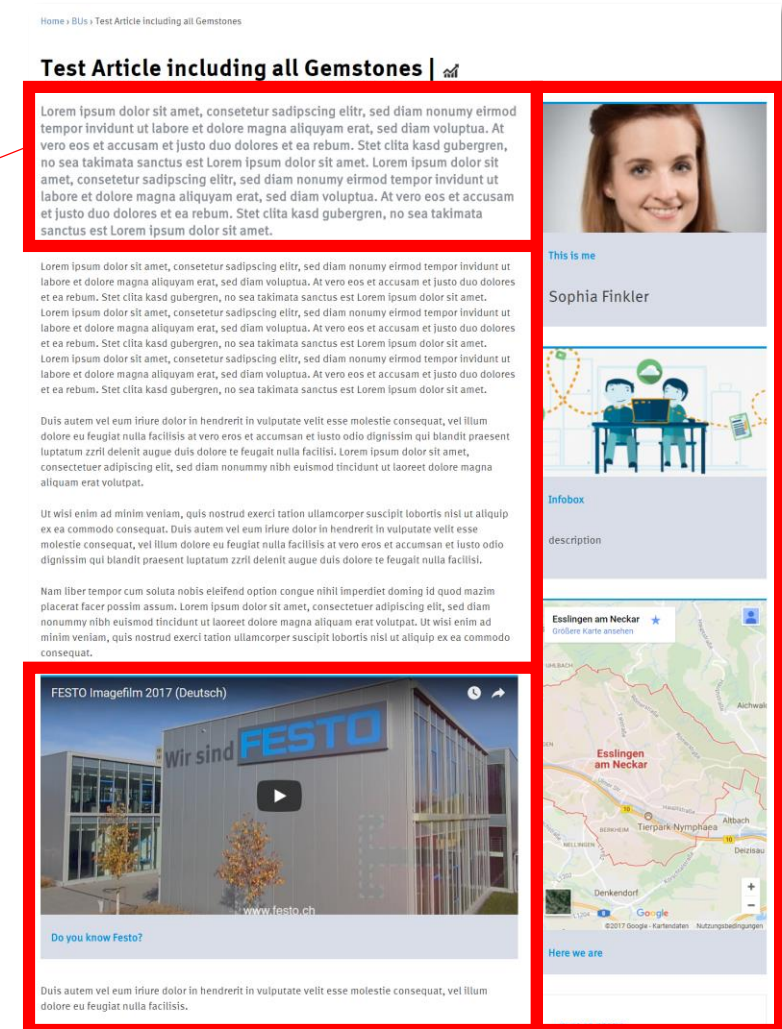 Home › BUs › Test Article including all Gemstones
Test Article including all Gemstones |
Lorem ipsum dolor sit amet, consetetur sadipscing elitr, sed diam nonumy eirmod
tempor invidunt ut labore et dolore magna aliquyam erat, sed diam voluptua. At
vero eos et accusam et justo duo dolores et ea rebum. Stet clita kasd gubergren,
no sea takimata sanctus est Lorem ipsum dolor sit amet. Lorem ipsum dolor sit
amet, consetetur sadipscing elitr, sed diam nonumy eirmod tempor invidunt ut
labore et dolore magna aliquyam erat, sed diam voluptua. At vero eos et accusam
et justo duo dolores et ea rebum. Stet clita kasd gubergren, no sea takimata
sanctus est Lorem ipsum dolor sit amet.
Lorem ipsum dolor sit amet, consetetur sadipscing elitr, sed diam nonumy eirmod tempor invidunt ut
labore et dolore magna aliquyam erat, sed diam voluptua. At vero eos et accusam et justo duo dolores
et ea rebum. Stet clita kasd gubergren, no sea takimata sanctus est Lorem ipsum dolor sit amet.
Lorem ipsum dolor sit amet, consetetur sadipscing elitr, sed diam nonumy eirmod tempor invidunt ut
labore et dolore magna aliquyam erat, sed diam voluptua. At vero eos et accusam et justo duo dolores
et ea rebum. Stet clita kasd gubergren, no sea takimata sanctus est Lorem ipsum dolor sit amet.
Lorem ipsum dolor sit amet, consetetur sadipscing elitr, sed diam nonumy eirmod tempor invidunt ut
labore et dolore magna aliquyam erat, sed diam voluptua. At vero eos et accusam et justo duo dolores
et ea rebum. Stet clita kasd gubergren, no sea takimata sanctus est Lorem ipsum dolor sit amet.
Duis autem vel eum iriure dolor in hendrerit in vulputate velit esse molestie consequat, vel illum
dolore eu feugiat nulla facilisis at vero eros et accumsan et iusto odio dignissim qui blandit praesent
luptatum zzril delenit augue duis dolore te feugait nulla facilisi. Lorem ipsum dolor sit amet,
consectetuer adipiscing elit, sed diam nonummy nibh euismod tincidunt ut laoreet dolore magna
aliquam erat volutpat.
Ut wisi enim ad minim veniam, quis nostrud exerci tation ullamcorper suscipit lobortis nisl ut aliquip
ex ea commodo consequat. Duis autem vel eum iriure dolor in hendrerit in vulputate velit esse
molestie consequat, vel illum dolore eu feugiat nulla facilisis at vero eros et accumsan et iusto odio
dignissim qui blandit praesent luptatum zzril delenit augue duis dolore te feugait nulla facilisi.
Nam liber tempor cum soluta nobis eleifend option congue nihil imperdiet doming id quod mazim
placerat facer possim assum. Lorem ipsum dolor sit amet, consectetuer adipiscing elit, sed diam
nonummy nibh euismod tincidunt ut laoreet dolore magna aliquam erat volutpat. Ut wisi enim ad
minim veniam, quis nostrud exerci tation ullamcorper suscipit lobortis nisl ut aliquip ex ea commodo
consequat.
FESTO Imagefilm 2017 (Deutsch)
Wir sind FESTO
www.festo.ch
Do you know Festo?
Duis autem vel eum iriure dolor in hendrerit in vulputate velit esse molestie consequat, vel illum
dolore eu feugiat nulla facilisis.
This is me
Sophia Finkler
Infobox
description
Esslingen am Neckar
Größere Karte ansehen
UHLBACH
Aichwal
Esslingen
am Neckar
10
Altbach
BERKHEIM
Tierpark Nymphaea
10
NELLINGEN
Deizisau
Denkendorf
L1202
L1204
8
Google
+
−
©2017 Google - Kartendaten
Nutzungsbedingungen
Here we are